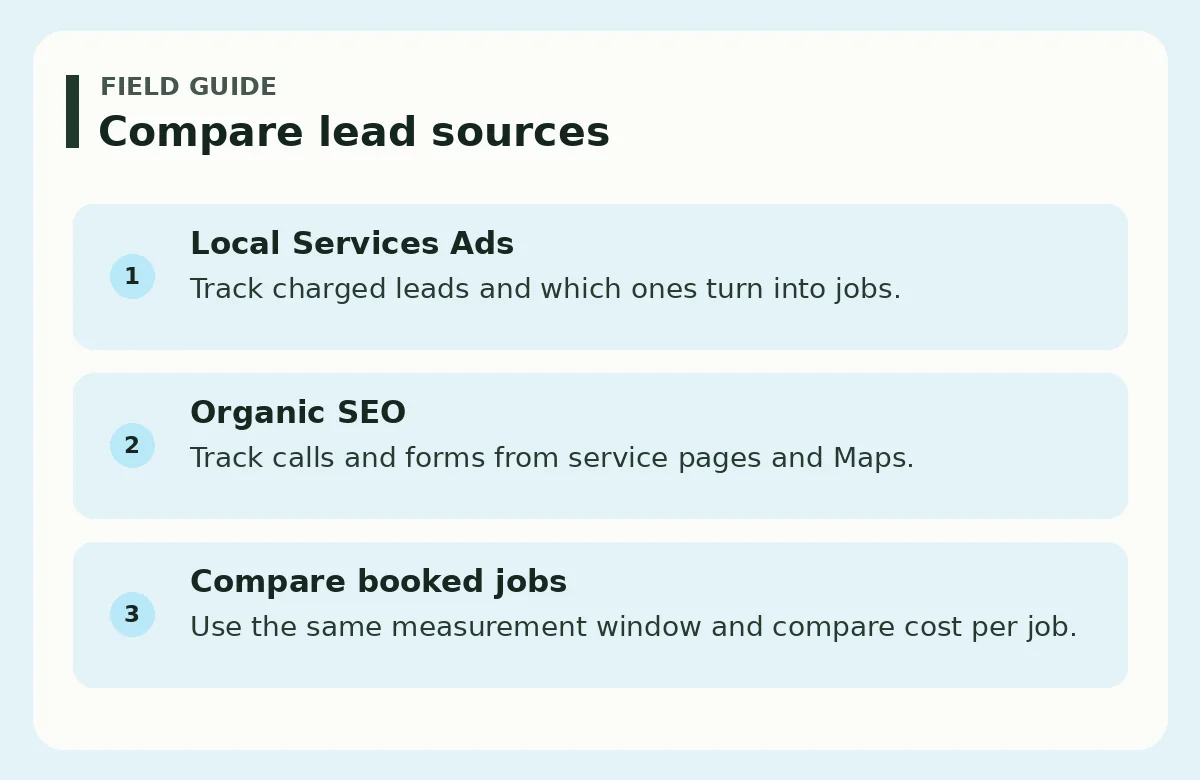 FIELD GUIDE
Compare lead sources
1
Local Services Ads
Track charged leads and which ones turn into jobs.
2
Organic SEO
Track calls and forms from service pages and Maps.
3
Compare booked jobs
Use the same measurement window and compare cost per job.